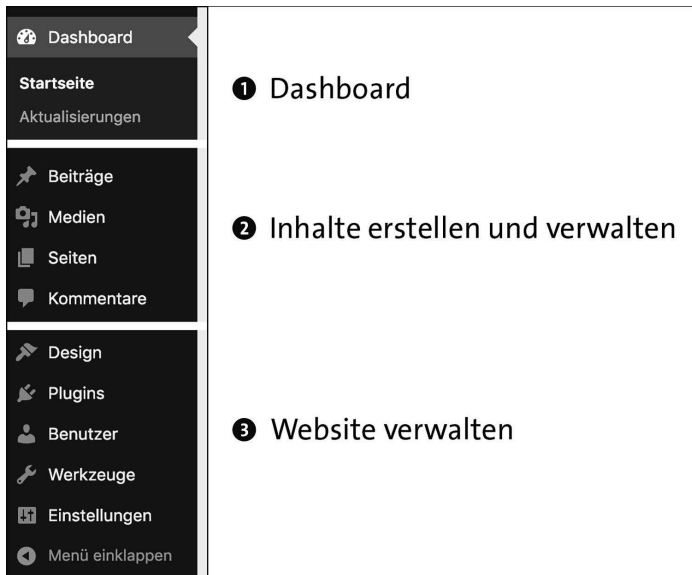 Dashboard
Startseite
Aktualisierungen
❶ Dashboard
Beiträge
Medien
Seiten
Kommentare
❷ Inhalte erstellen und verwalten
Design
Plugins
Benutzer
Werkzeuge
Einstellungen
Menü einklappen
❸ Website verwalten